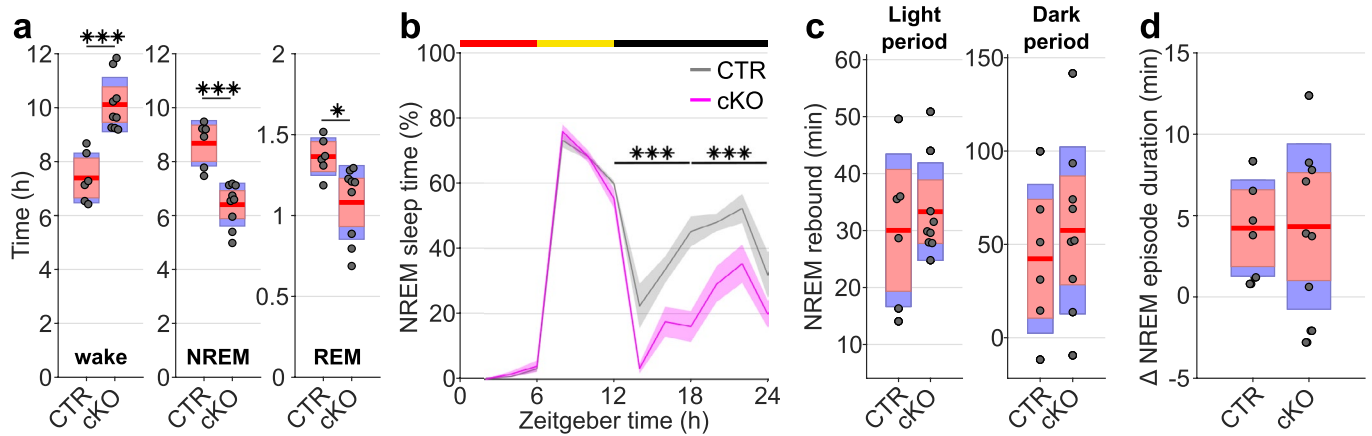 a
Time (h)
12
10
8
6
4
2
0
✳✳✳
wake
CTR
cKO
12
10
8
6
4
2
0
✳✳✳
NREM
CTR
cKO
2
1.5
1
0.5
0
✳
REM
CTR
cKO
b
NREM sleep time (%)
100
80
60
40
20
0
CTR
cKO
✳✳✳ ✳✳✳
0 6 12 18 24
Zeitgeber time (h)
c
Light
period
NREM rebound (min)
60
50
40
30
20
10
CTR
cKO
Dark
period
150
100
50
0
CTR
cKO
d
Δ NREM episode duration (min)
15
10
5
0
-5
CTR
cKO